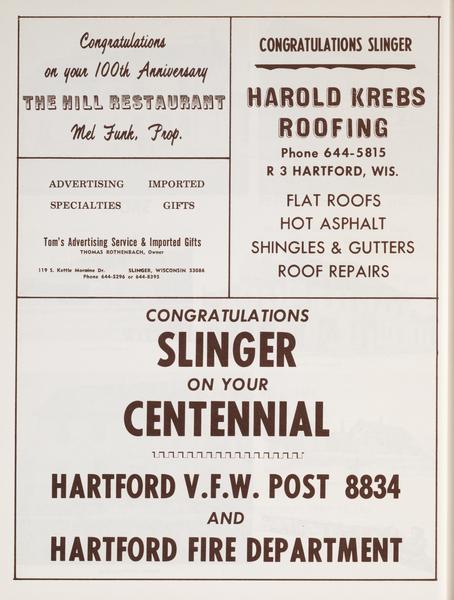 Congratulations
on your 100th Anniversary
THE HILL RESTAURANT
Mel Funk, Prop.
ADVERTISING IMPORTED
SPECIALTIES GIFTS
Tom's Advertising Service & Imported Gifts
THOMAS ROTHENBACH, Owner
119 S. Kettle Moraine Dr. SLINGER, WISCONSIN 53086
Phone 644-5296 or 644-8395
CONGRATULATIONS SLINGER
HAROLD KREBS
ROOFING
Phone 644-5815
R 3 HARTFORD, WIS.
FLAT ROOFS
HOT ASPHALT
SHINGLES & GUTTERS
ROOF REPAIRS
CONGRATULATIONS
SLINGER
ON YOUR
CENTENNIAL
HARTFORD V.F.W. POST 8834
AND
HARTFORD FIRE DEPARTMENT